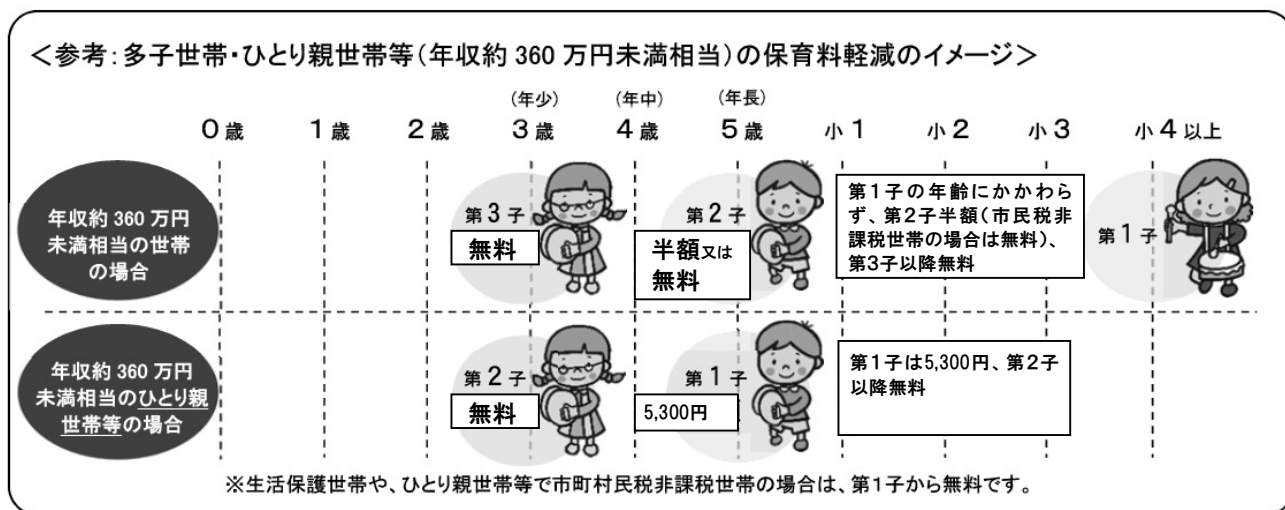 <参考:多子世帯・ひとり親世帯等(年収約360万円未満相当)の保育料軽減のイメージ>
(年少) (年中) (年長)
0歳 1歳 2歳 3歳 4歳 5歳 小1 小2 小3 小4以上
年収約360万円
未満相当の世帯
の場合
第3子
無料
第2子
半額又は
無料
第1子の年齢にかかわら
ず、第2子半額(市民税非
課税世帯の場合は無料)、
第3子以降無料
第1子
年収約360万円
未満相当のひとり親
世帯等の場合
第2子
無料
第1子
5,300円
第1子は5,300円、第2子
以降無料
※生活保護世帯や、ひとり親世帯等で市町村民税非課税世帯の場合は、第1子から無料です。